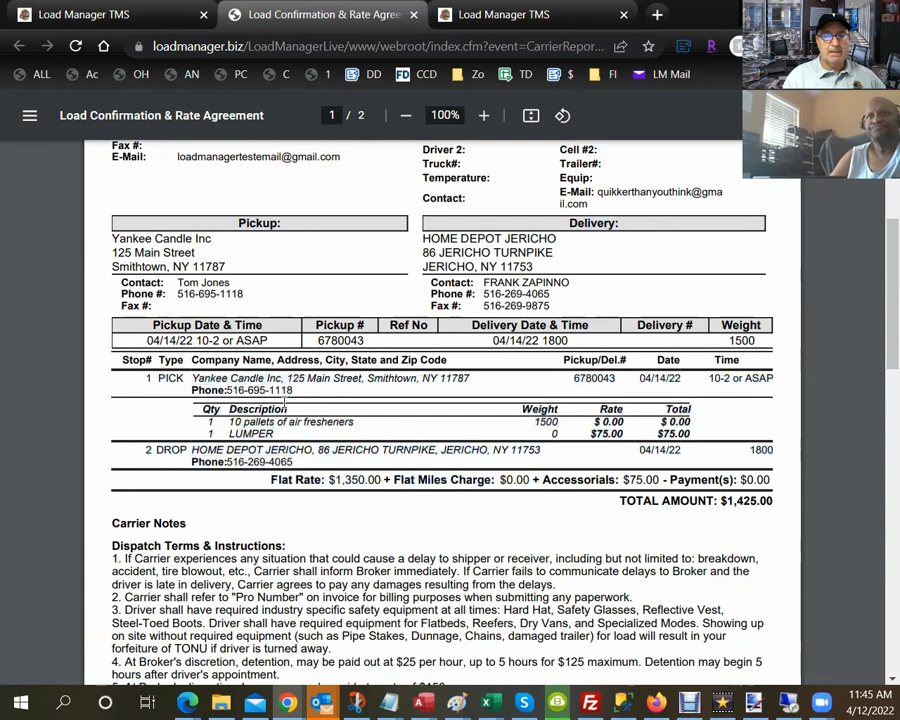 Load Manager TMS
Load Confirmation & Rate Agree
Load Manager TMS
loadmanager.biz/LoadManagerLive/www/webroot/index.cfm?event=CarrierRepor...
ALL Ac OH AN PC C 1 DD FD CCD Zo TD $ FI LM Mail
Load Confirmation & Rate Agreement 1 / 2 100%
Fax #:
E-Mail: loadmanagertestemail@gmail.com
Driver 2: Cell #2:
Truck#: Trailer#:
Temperature: Equip:
Contact: E-Mail: quikkerthanyouthink@gma
il.com
Pickup: Delivery:
Yankee Candle Inc HOME DEPOT JERICHO
125 Main Street 86 JERICHO TURNPIKE
Smithtown, NY 11787 JERICHO, NY 11753
Contact: Tom Jones Contact: FRANK ZAPINNO
Phone #: 516-695-1118 Phone #: 516-269-4065
Fax #: Fax #: 516-269-9875
Pickup Date & Time Pickup # Ref No Delivery Date & Time Delivery # Weight
04/14/22 10-2 or ASAP 6780043 04/14/22 1800 1500
Stop# TYPE Company Name, Address, City, State and Zip Code Pickup/Del.# Date Time
1 PICK Yankee Candle Inc, 125 Main Street, Smithtown, NY 11787 6780043 04/14/22 10-2 or ASAP
Phone:516-695-1118
Qty Description Weight Rate Total
1 10 pallets of air fresheners 1500 $ 0.00 $ 0.00
1 LUMPER 0 $75.00 $75.00
2 DROP HOME DEPOT JERICHO, 86 JERICHO TURNPIKE, JERICHO, NY 11753 04/14/22 1800
Phone:516-269-4065
Flat Rate: $1,350.00 + Flat Miles Charge: $0.00 + Accessorials: $75.00 - Payment(s): $0.00
TOTAL AMOUNT: $1,425.00
Carrier Notes
Dispatch Terms & Instructions:
1. If Carrier experiences any situation that could cause a delay to shipper or receiver, including but not limited to: breakdown,
accident, tire blowout, etc., Carrier shall inform Broker immediately. If Carrier fails to communicate delays to Broker and the
driver is late in delivery, Carrier agrees to pay any damages resulting from the delays.
2. Carrier shall refer to "Pro Number" on invoice for billing purposes when submitting any paperwork.
3. Driver shall have required industry specific safety equipment at all times: Hard Hat, Safety Glasses, Reflective Vest,
Steel-Toed Boots. Driver shall have required equipment for Flatbeds, Reefers, Dry Vans, and Specialized Modes. Showing up
on site without required equipment (such as Pipe Stakes, Dunnage, Chains, damaged trailer) for load will result in your
forfeiture of TONU if driver is turned away.
4. At Broker's discretion, detention, may be paid out at $25 per hour, up to 5 hours for $125 maximum. Detention may begin 5
hours after driver's appointment.
11:45 AM
4/12/2022